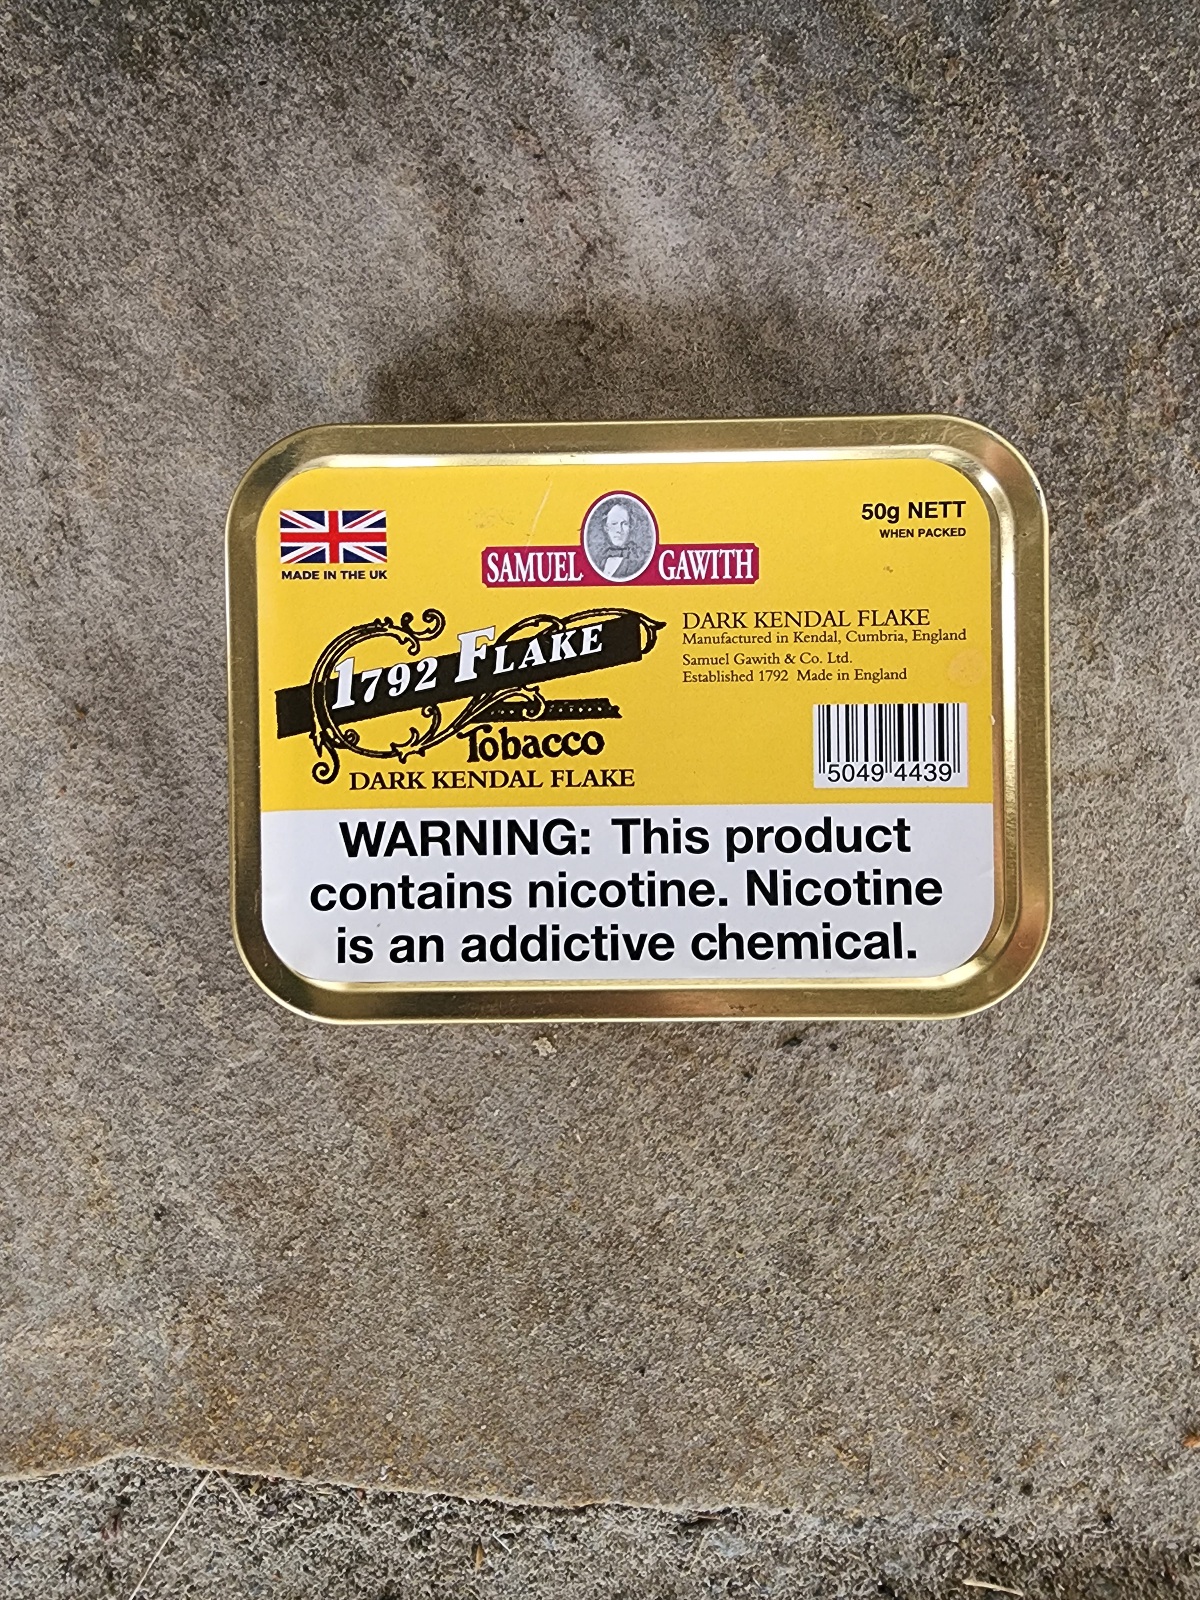 MADE IN THE UK
SAMUEL GAWITH
50g NETT
WHEN PACKED
1792 FLAKE
Tobacco
DARK KENDAL FLAKE
DARK KENDAL FLAKE
Manufactured in Kendal, Cumbria, England
Samuel Gawith & Co. Ltd.
Established 1792 Made in England
5049 4439
WARNING: This product
contains nicotine. Nicotine
is an addictive chemical.